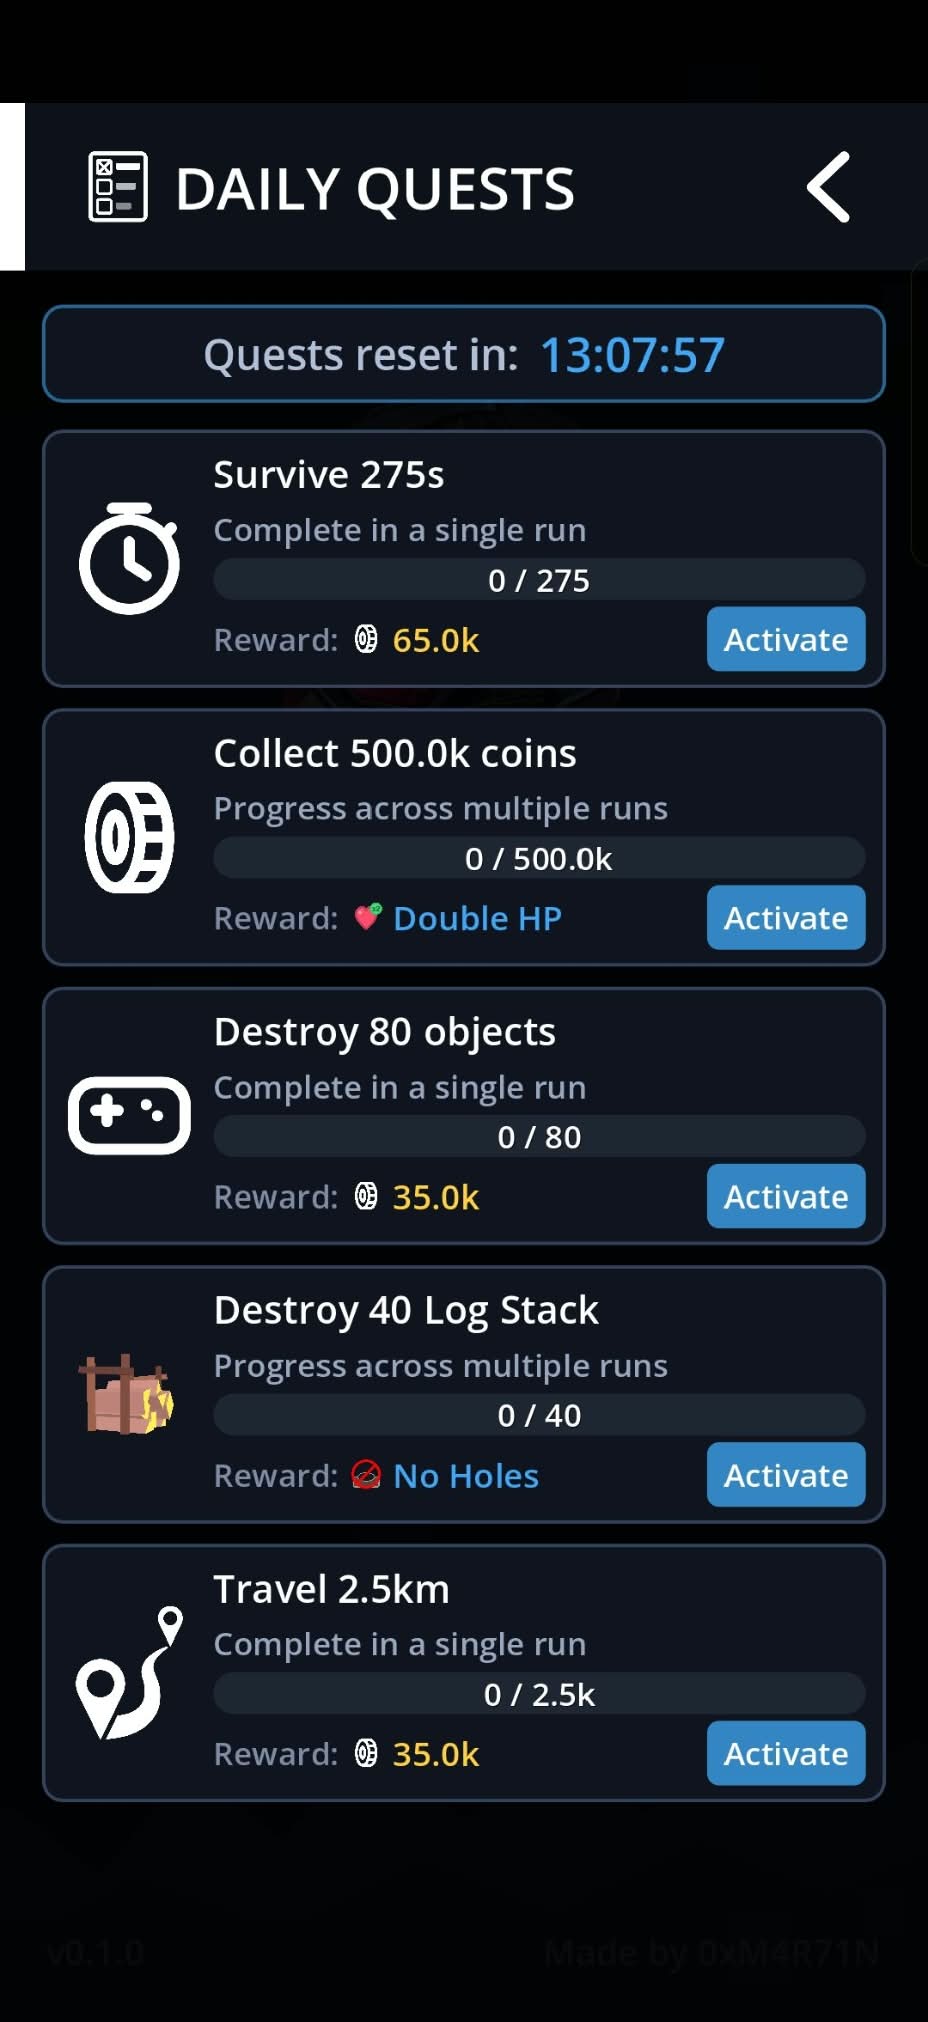 DAILY QUESTS
Quests reset in: 13:07:57
Survive 275s
Complete in a single run
0 / 275
Reward: 65.0k
Activate
Collect 500.0k coins
Progress across multiple runs
0 / 500.0k
Reward: Double HP
Activate
Destroy 80 objects
Complete in a single run
0 / 80
Reward: 35.0k
Activate
Destroy 40 Log Stack
Progress across multiple runs
0 / 40
Reward: No Holes
Activate
Travel 2.5km
Complete in a single run
0 / 2.5k
Reward: 35.0k
Activate
v0.1.0
Made by 0xM4R71N